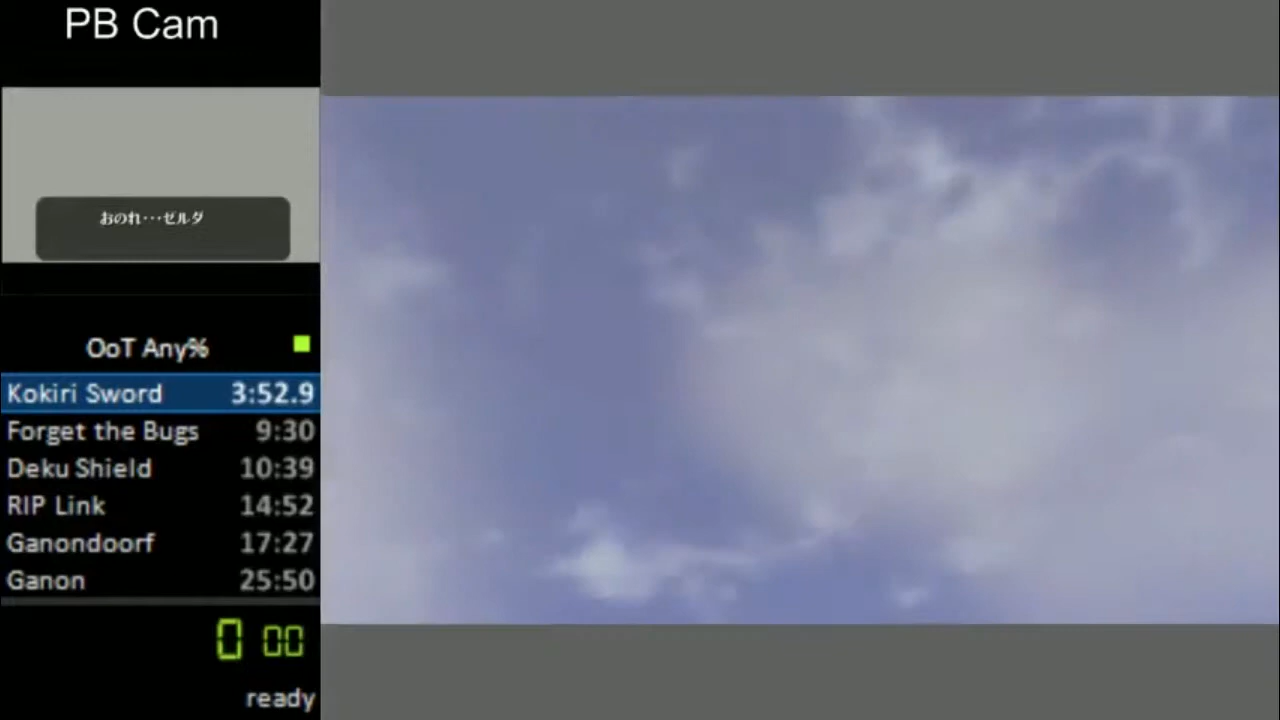 PB Cam
おのれ···ゼルダ
OoT Any%
Kokiri Sword 3:52.9
Forget the Bugs 9:30
Deku Shield 10:39
RIP Link 14:52
Ganondoorf 17:27
Ganon 25:50
0 00
ready